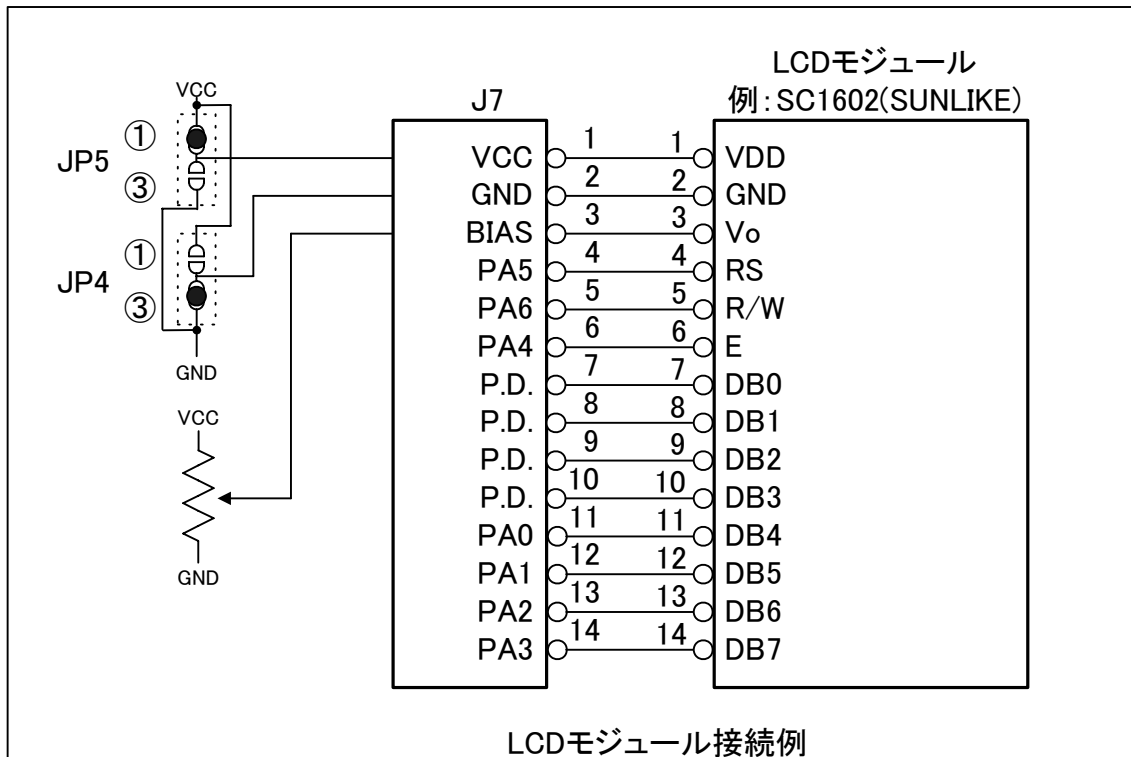 LCDモジュール
例：SC1602(SUNLIKE)
J7
VCC
JP5
①
③
JP4
①
③
GND
VCC
GND
VCC 1 1 VDD
GND 2 2 GND
BIAS 3 3 Vo
PA5 4 4 RS
PA6 5 5 R/W
PA4 6 6 E
P.D. 7 7 DB0
P.D. 8 8 DB1
P.D. 9 9 DB2
P.D. 10 10 DB3
PA0 11 11 DB4
PA1 12 12 DB5
PA2 13 13 DB6
PA3 14 14 DB7
LCDモジュール接続例